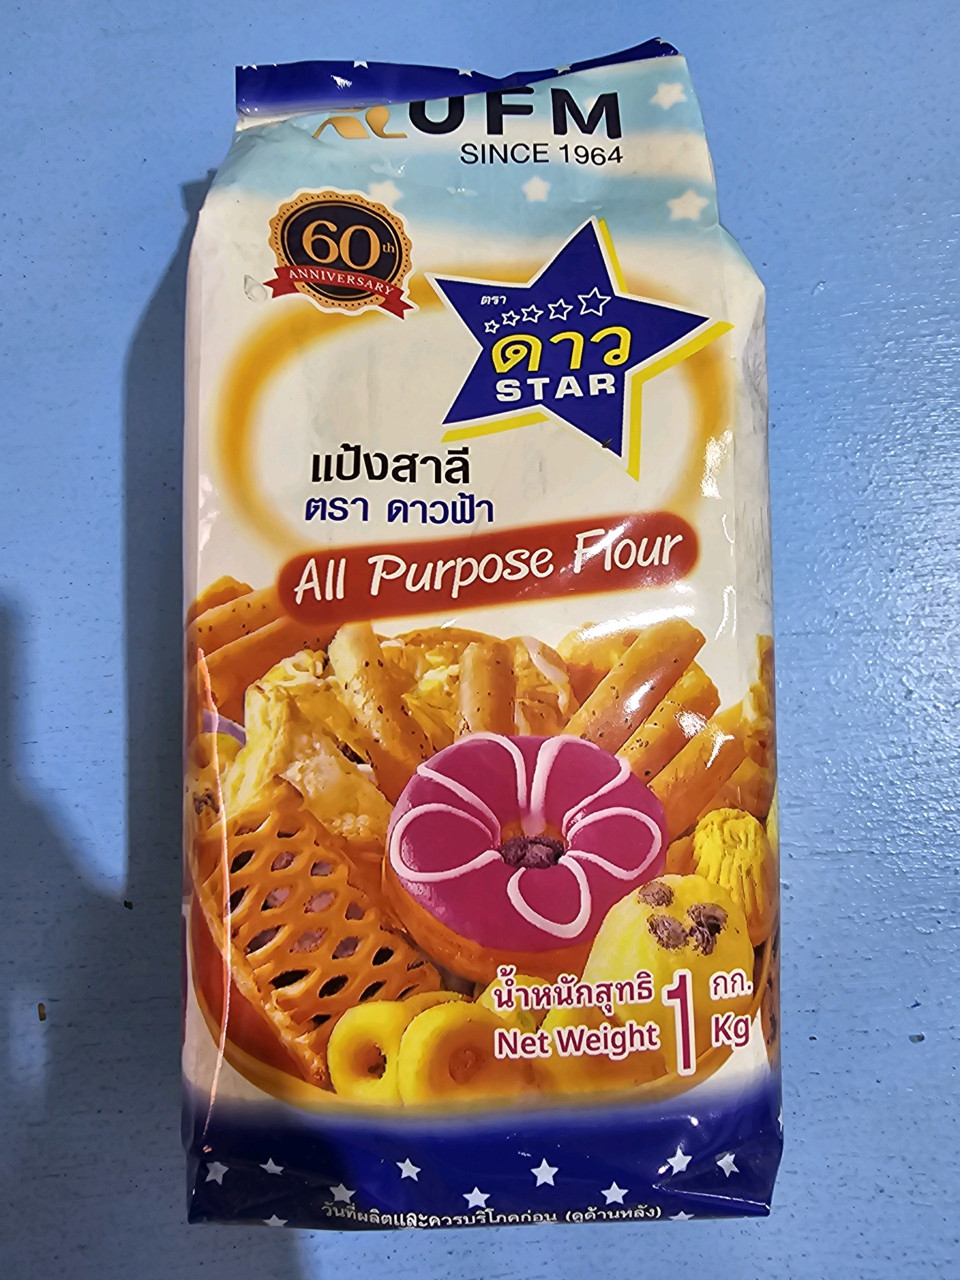 UFM
SINCE 1964
60th
ANNIVERSARY
ตรา
ดาว
STAR
แป้งสาลี
ตรา ดาวฟ้า
All Purpose Flour
น้ำหนักสุทธิ 1 กก.
Net Weight 1 Kg
วันที่ผลิตและควรบริโภคก่อน (ดูด้านหลัง)